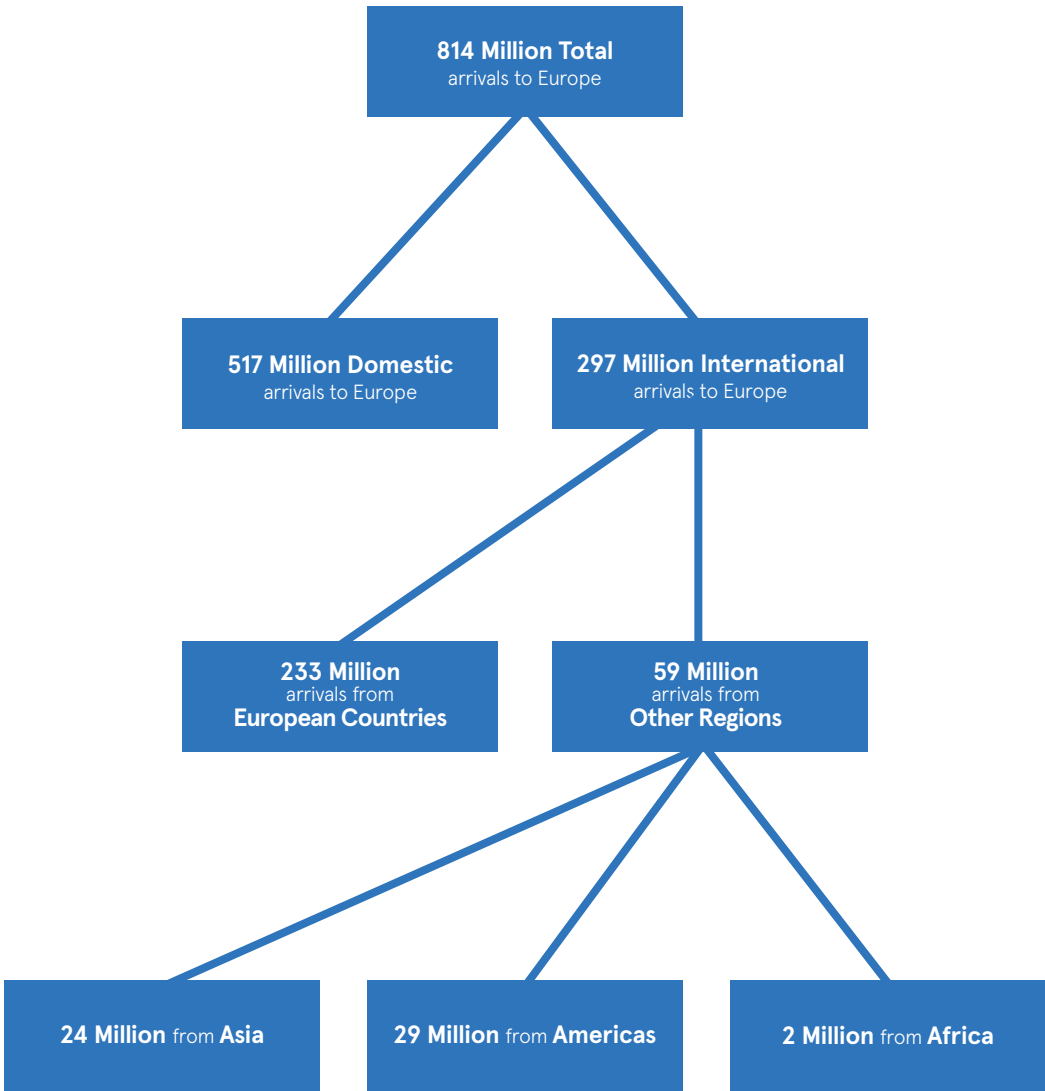 814 Million Total
arrivals to Europe
517 Million Domestic
arrivals to Europe
297 Million International
arrivals to Europe
233 Million
arrivals from
European Countries
59 Million
arrivals from
Other Regions
24 Million from Asia
29 Million from Americas
2 Million from Africa